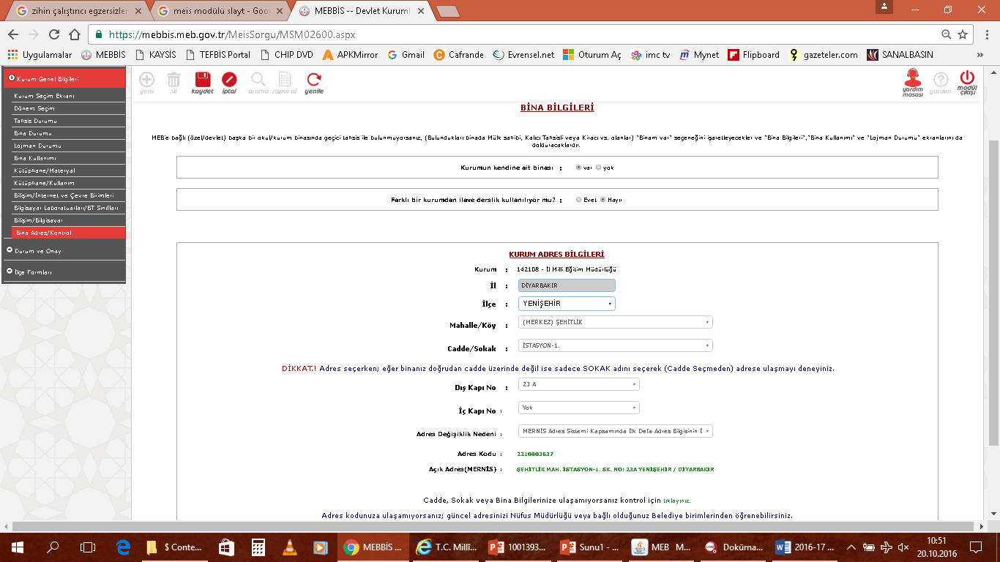 zihin çalıştırıcı egzersizler
meis modülü slayt - Goo
MEBBİS -- Devlet Kuruml
https://mebbis.meb.gov.tr/MeisSorgu/MSM02600.aspx
Uygulamalar MEBBİS KAYSİS TEFBİS Portal CHIP DVD APKMirror Gmail Cafrande Evrensel.net Oturum Aç imc tv Mynet Flipboard gazeteler.com SANALBASIN »
Kurum Genel Bilgileri
Kurum Seçim Ekranı
Dönem Seçim
Tahsis Durumu
Bina Durumu
Lojman Durumu
Bina Kullanımı
Kütüphane/Materyal
Kütüphane/Kullanım
Bilişim/İnternet ve Çevre Birimleri
Bilgisayar Laboratuarları/BT Sınıfları
Bilişim/Bilgisayar
Bina Adres/Kontrol
Durum ve Onay
İlçe Formları
yeni sil kaydet iptal arama rapor al yenile
yardım masası yardım modül çıkışı
BİNA BİLGİLERİ
MEB'e bağlı (özel/devlet) başka bir okul/kurum binasında geçici tahsis ile bulunmuyorsanız, (Bulundukları binada Mülk sahibi, Kalıcı Tahsisli veya Kiracı vs. olanlar) "Binam var" seçeneğini işaretleyecekler ve "Bina Bilgileri","Bina Kullanımı" ve "Lojman Durumu" ekranlarını da
dolduracaklardır.
Kurumun kendine ait binası : var yok
Farklı bir kurumdan ilave derslik kullanılıyor mu? : Evet Hayır
KURUM ADRES BİLGİLERİ
Kurum : 142108 - İl Milli Eğitim Müdürlüğü
İl : DİYARBAKIR
İlçe : YENİŞEHİR
Mahalle/Köy : (MERKEZ) ŞEHİTLİK
Cadde/Sokak : İSTASYON-1.
DİKKAT.! Adres seçerken; eğer binanız doğrudan cadde üzerinde değil ise sadece SOKAK adını seçerek (Cadde Seçmeden) adrese ulaşmayı deneyiniz.
Dış Kapı No : 23 A
İç Kapı No : Yok
Adres Değişiklik Nedeni : MERNİS Adres Sistemi Kapsamında İlk Defa Adres Bilgisinin İ
Adres Kodu : 2210803637
Açık Adres(MERNİS) : ŞEHİTLİK MAH. İSTASYON-1. SK. NO: 23A YENİŞEHİR / DİYARBAKIR
Cadde, Sokak veya Bina Bilgilerinize ulaşamıyorsanız kontrol için tıklayınız.
Adres kodunuza ulaşamıyorsanız; güncel adresinizi Nüfus Müdürlüğü veya bağlı olduğunuz Belediye birimlerinden öğrenebilirsiniz.
$ Conte... MEBBİS ... T.C. Millî... 1001393... Sunu1 - ... MEB M... Doküma... 2016-17 ... 10:51
20.10.2016